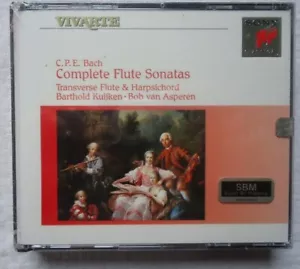 VIVARTE
C.P.E. Bach
Complete Flute Sonatas
Transverse Flute & Harpsichord
Barthold Kuijken · Bob van Asperen
SBM